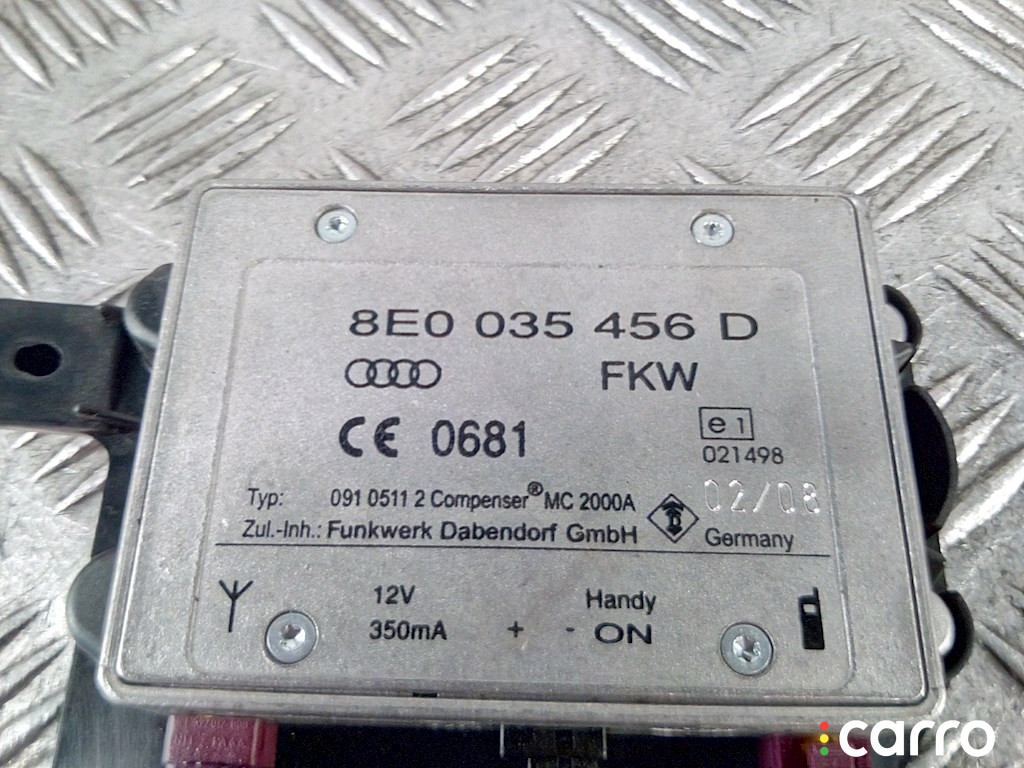 8E0 035 456 D
FKW
CE 0681
e 1
021498
Typ: 091 0511 2 Compenser® MC 2000A
02/08
Zul.-Inh.: Funkwerk Dabendorf GmbH
Germany
12V
Handy
350mA + - ON
carro